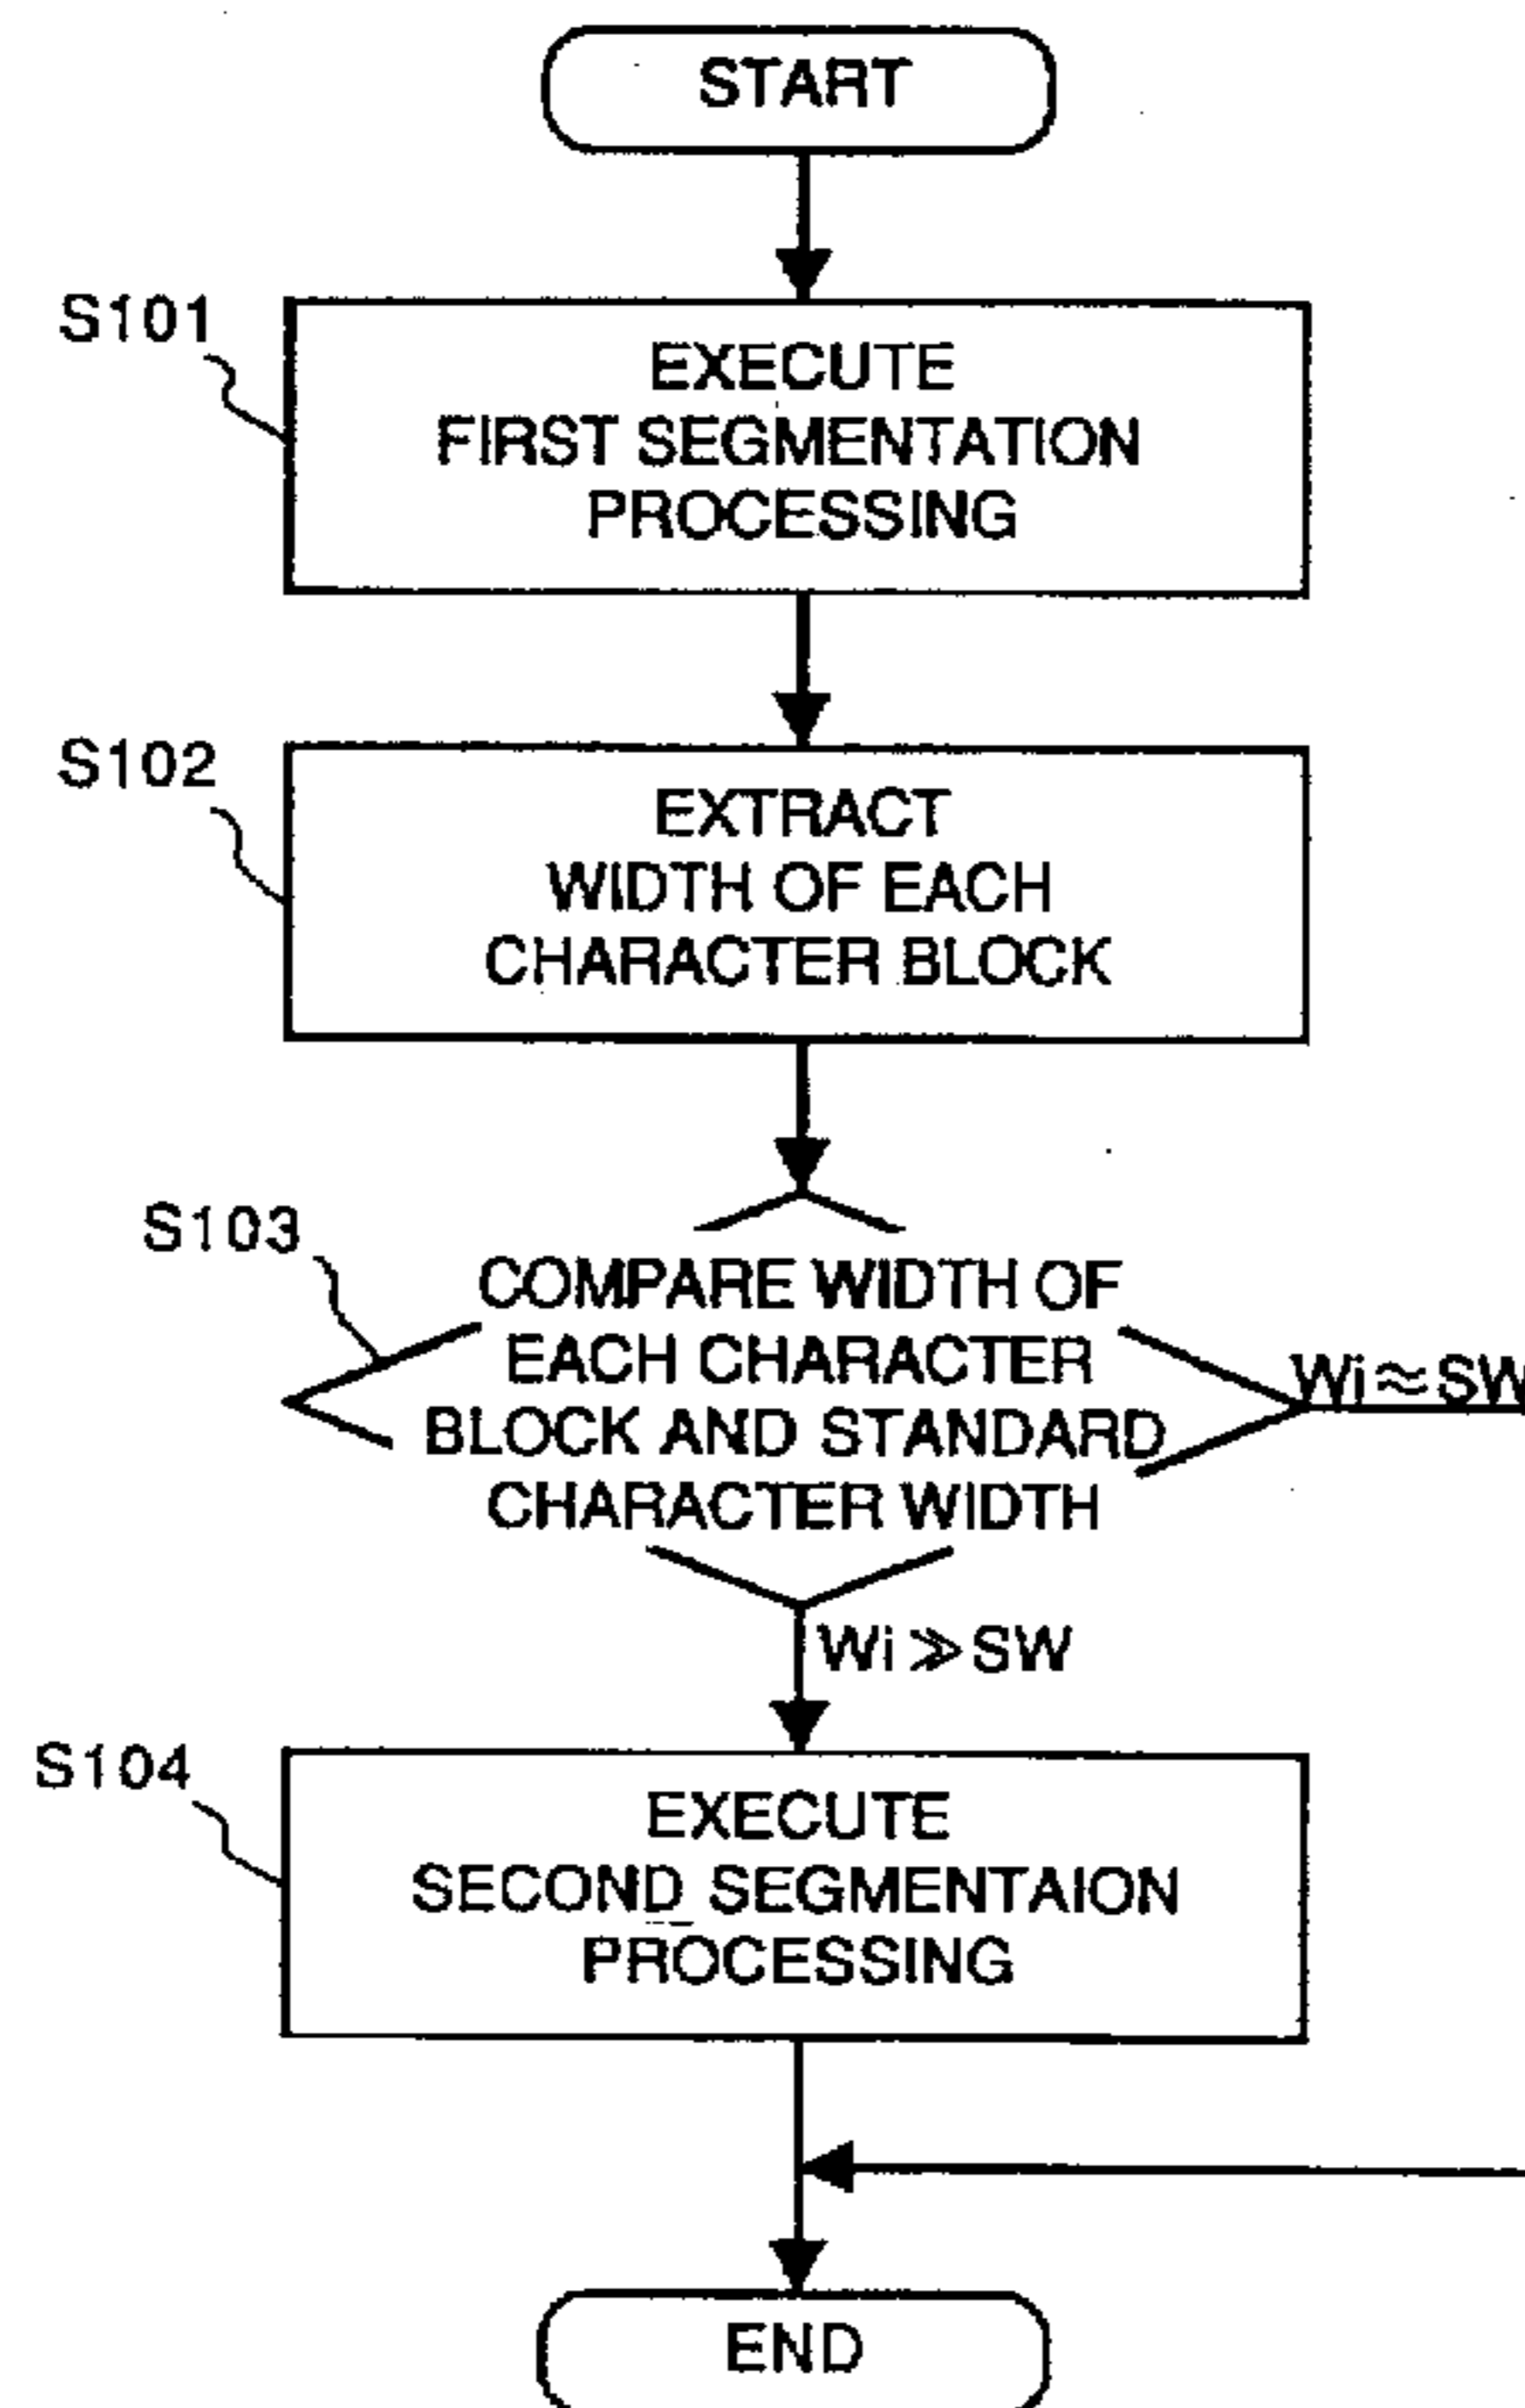 START
S101
EXECUTE
FIRST SEGMENTATION
PROCESSING
S102
EXTRACT
WIDTH OF EACH
CHARACTER BLOCK
S103
COMPARE WIDTH OF
EACH CHARACTER
BLOCK AND STANDARD
CHARACTER WIDTH
Wi≈SW
Wi≫SW
S104
EXECUTE
SECOND SEGMENTAION
PROCESSING
END